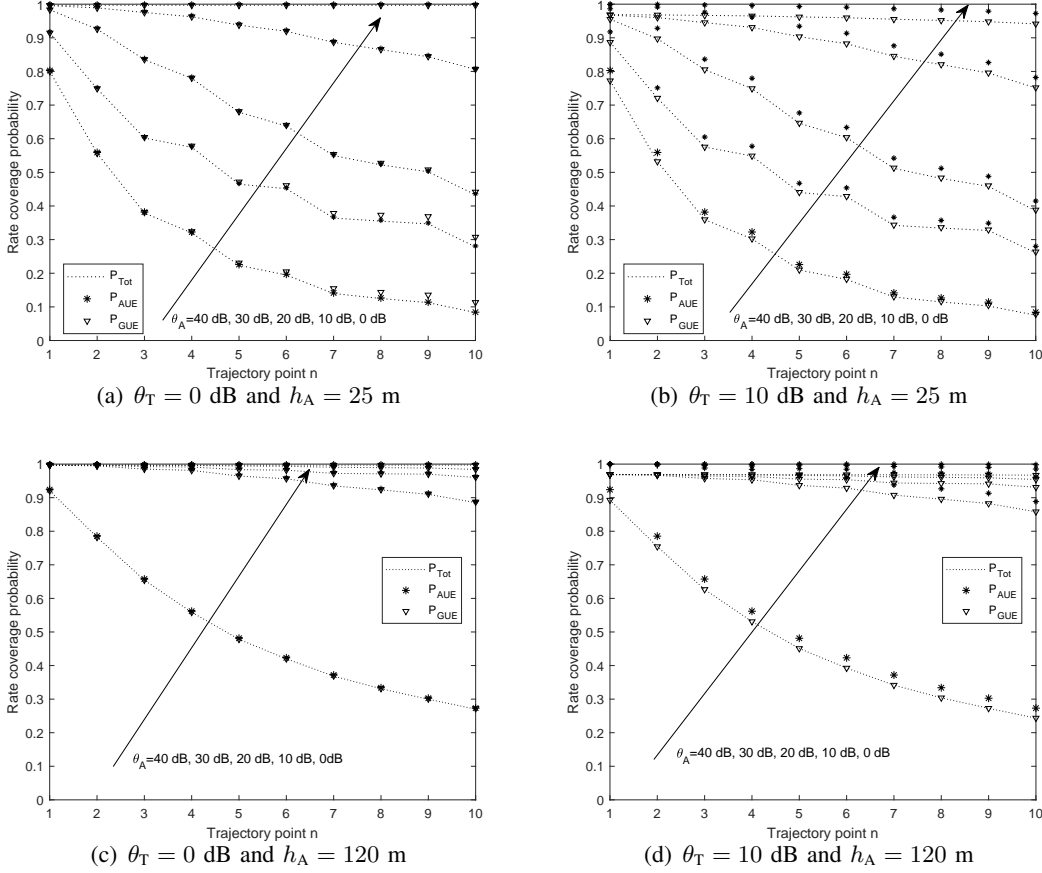 Rate coverage probability
1
0.9
0.8
0.7
0.6
0.5
0.4
0.3
0.2
0.1
0
P_Tot
P_AUE
P_GUE
θ_A=40 dB, 30 dB, 20 dB, 10 dB, 0 dB
1 2 3 4 5 6 7 8 9 10
Trajectory point n
(a) θ_T = 0 dB and h_A = 25 m
Rate coverage probability
1
0.9
0.8
0.7
0.6
0.5
0.4
0.3
0.2
0.1
0
P_Tot
P_AUE
P_GUE
θ_A=40 dB, 30 dB, 20 dB, 10 dB, 0 dB
1 2 3 4 5 6 7 8 9 10
Trajectory point n
(b) θ_T = 10 dB and h_A = 25 m
Rate coverage probability
1
0.9
0.8
0.7
0.6
0.5
0.4
0.3
0.2
0.1
0
P_Tot
P_AUE
P_GUE
θ_A=40 dB, 30 dB, 20 dB, 10 dB, 0dB
1 2 3 4 5 6 7 8 9 10
Trajectory point n
(c) θ_T = 0 dB and h_A = 120 m
Rate coverage probability
1
0.9
0.8
0.7
0.6
0.5
0.4
0.3
0.2
0.1
0
P_Tot
P_AUE
P_GUE
θ_A=40 dB, 30 dB, 20 dB, 10 dB, 0 dB
1 2 3 4 5 6 7 8 9 10
Trajectory point n
(d) θ_T = 10 dB and h_A = 120 m